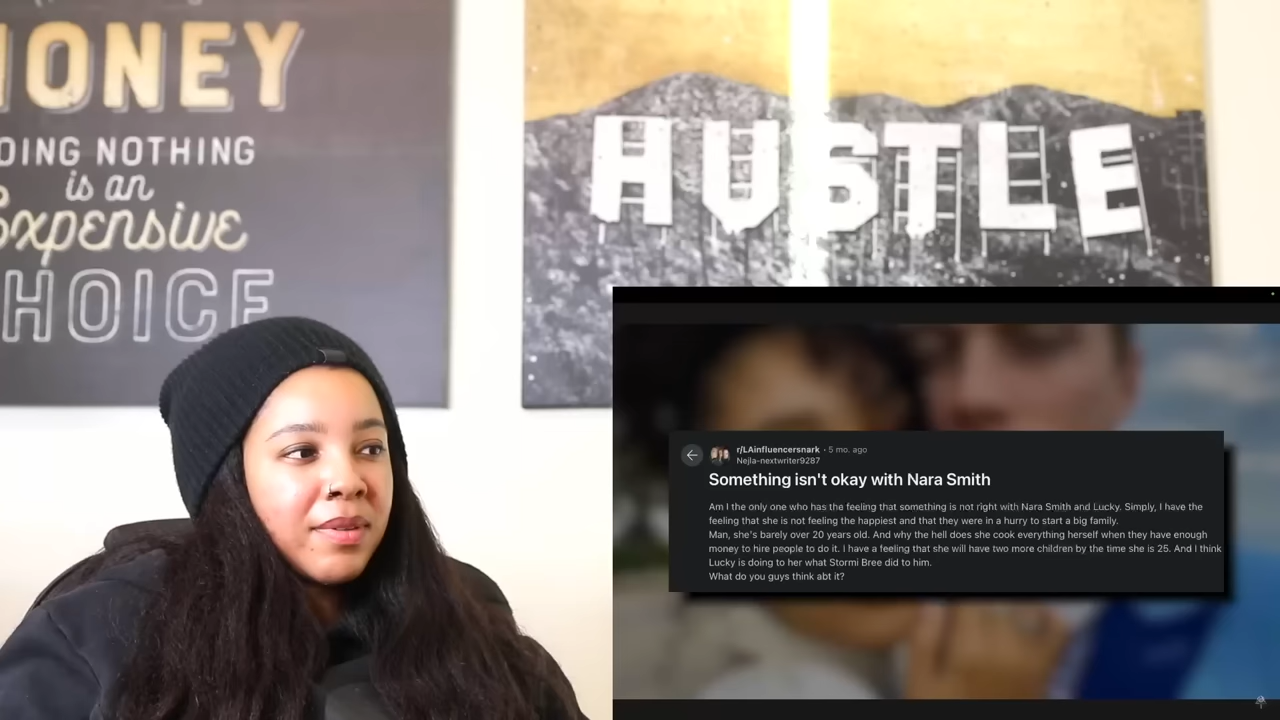 MONEY
DOING NOTHING
is an
Expensive
CHOICE
HUSTLE
r/LAinfluencersnark · 5 mo. ago
Nejla-nextwriter9287
Something isn't okay with Nara Smith
Am I the only one who has the feeling that something is not right with Nara Smith and Lucky. Simply, I have the
feeling that she is not feeling the happiest and that they were in a hurry to start a big family.
Man, she's barely over 20 years old. And why the hell does she cook everything herself when they have enough
money to hire people to do it. I have a feeling that she will have two more children by the time she is 25. And I think
Lucky is doing to her what Stormi Bree did to him.
What do you guys think abt it?